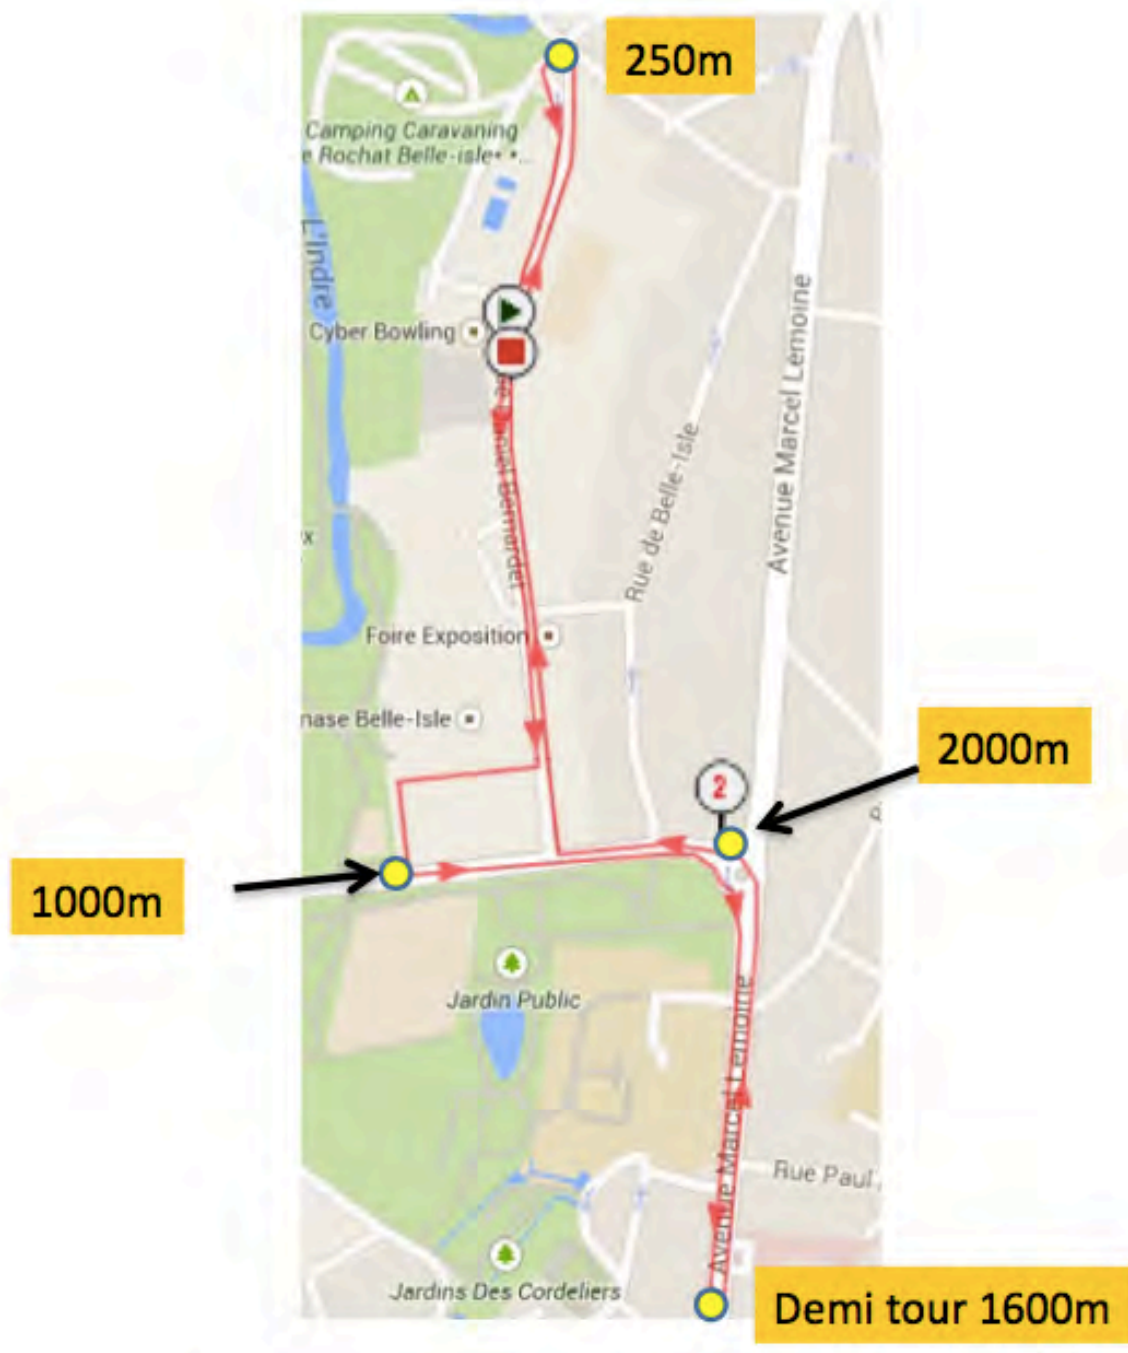 250m
Camping Caravaning
e Rochat Belle-isle
L'Indre
Cyber Bowling
Avenue Marcel Lemoine
Rue de Belle-Isle
x
Foire Exposition
nase Belle-Isle
2000m
2
1000m
Jardin Public
Avenue Marcel Lemoine
Rue Paul
Jardins Des Cordeliers
Demi tour 1600m